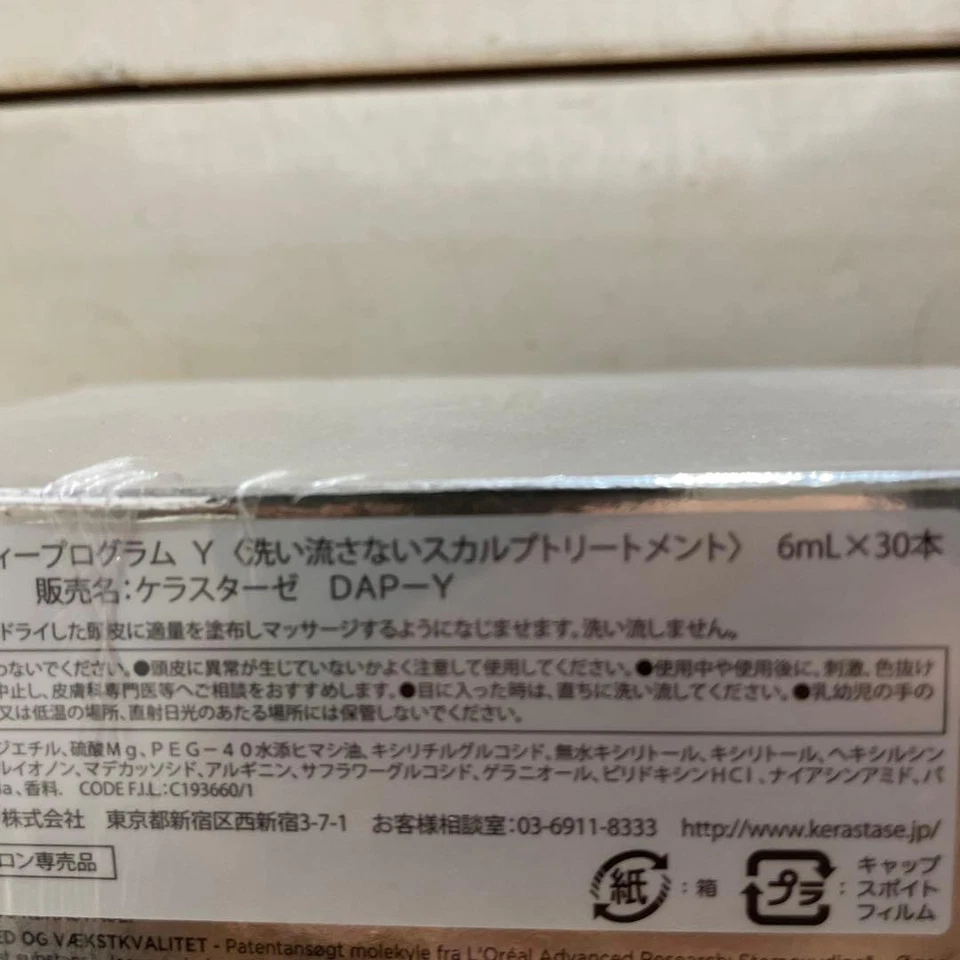 ィープログラム Y 〈洗い流さないスカルプトリートメント〉 6mL×30本
販売名:ケラスターゼ DAP-Y
ドライした頭皮に適量を塗布しマッサージするようになじませます。洗い流しません。
わないでください。●頭皮に異常が生じていないかよく注意して使用してください。●使用中や使用後に、刺激、色抜け
中止し、皮膚科専門医等へご相談をおすすめします。●目に入った時は、直ちに洗い流してください。●乳幼児の手の
又は低温の場所、直射日光のあたる場所には保管しないでください。
ジエチル、硫酸Mg、PEG-40水添ヒマシ油、キシリチルグルコシド、無水キシリトール、キシリトール、ヘキシルシン
ルイオノン、マデカッソシド、アルギニン、サフラワーグルコシド、ゲラニオール、ピリドキシンHCl、ナイアシンアミド、パ
a、香料. CODE F.I.L.:C193660/1
株式会社 東京都新宿区西新宿3-7-1 お客様相談室:03-6911-8333 http://www.kerastase.jp/
ロン専売品
紙:箱
プラ:キャップ
スポイト
フィルム
ED OG VÆKSTKVALITET - Patentansøgt molekyle fra L'Oréal Advanced Research: